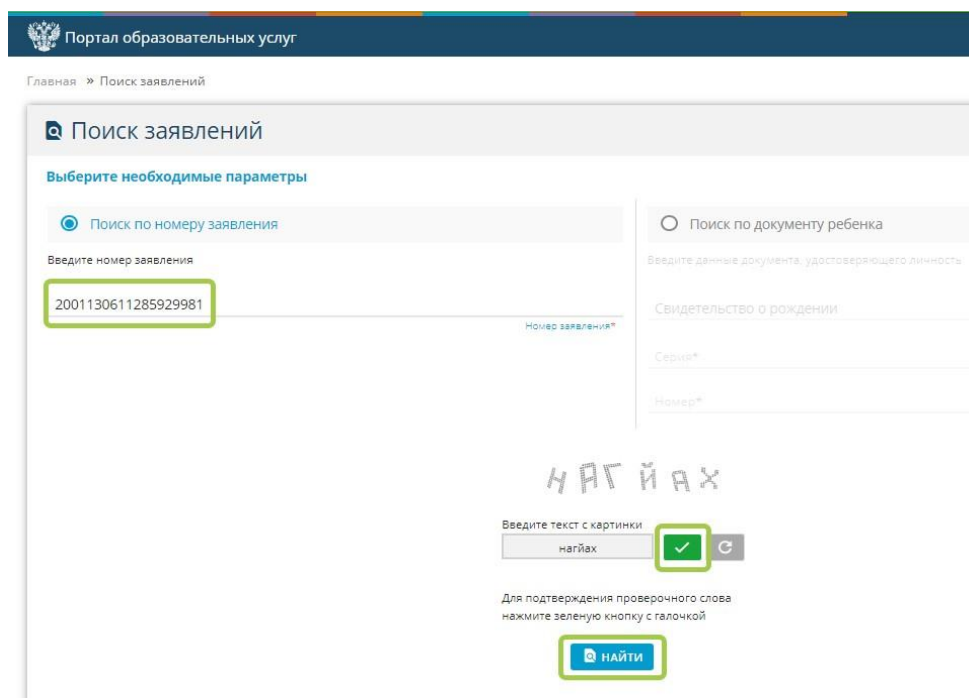 Портал образовательных услуг
Главная » Поиск заявлений
Поиск заявлений
Выберите необходимые параметры
Поиск по номеру заявления
Введите номер заявления
2001130611285929981
Номер заявления*
Поиск по документу ребенка
Введите данные документа, удостоверяющего личность
Свидетельство о рождении
Серия*
Номер*
нагйах
Введите текст с картинки
нагйах
Для подтверждения проверочного слова
нажмите зеленую кнопку с галочкой
НАЙТИ